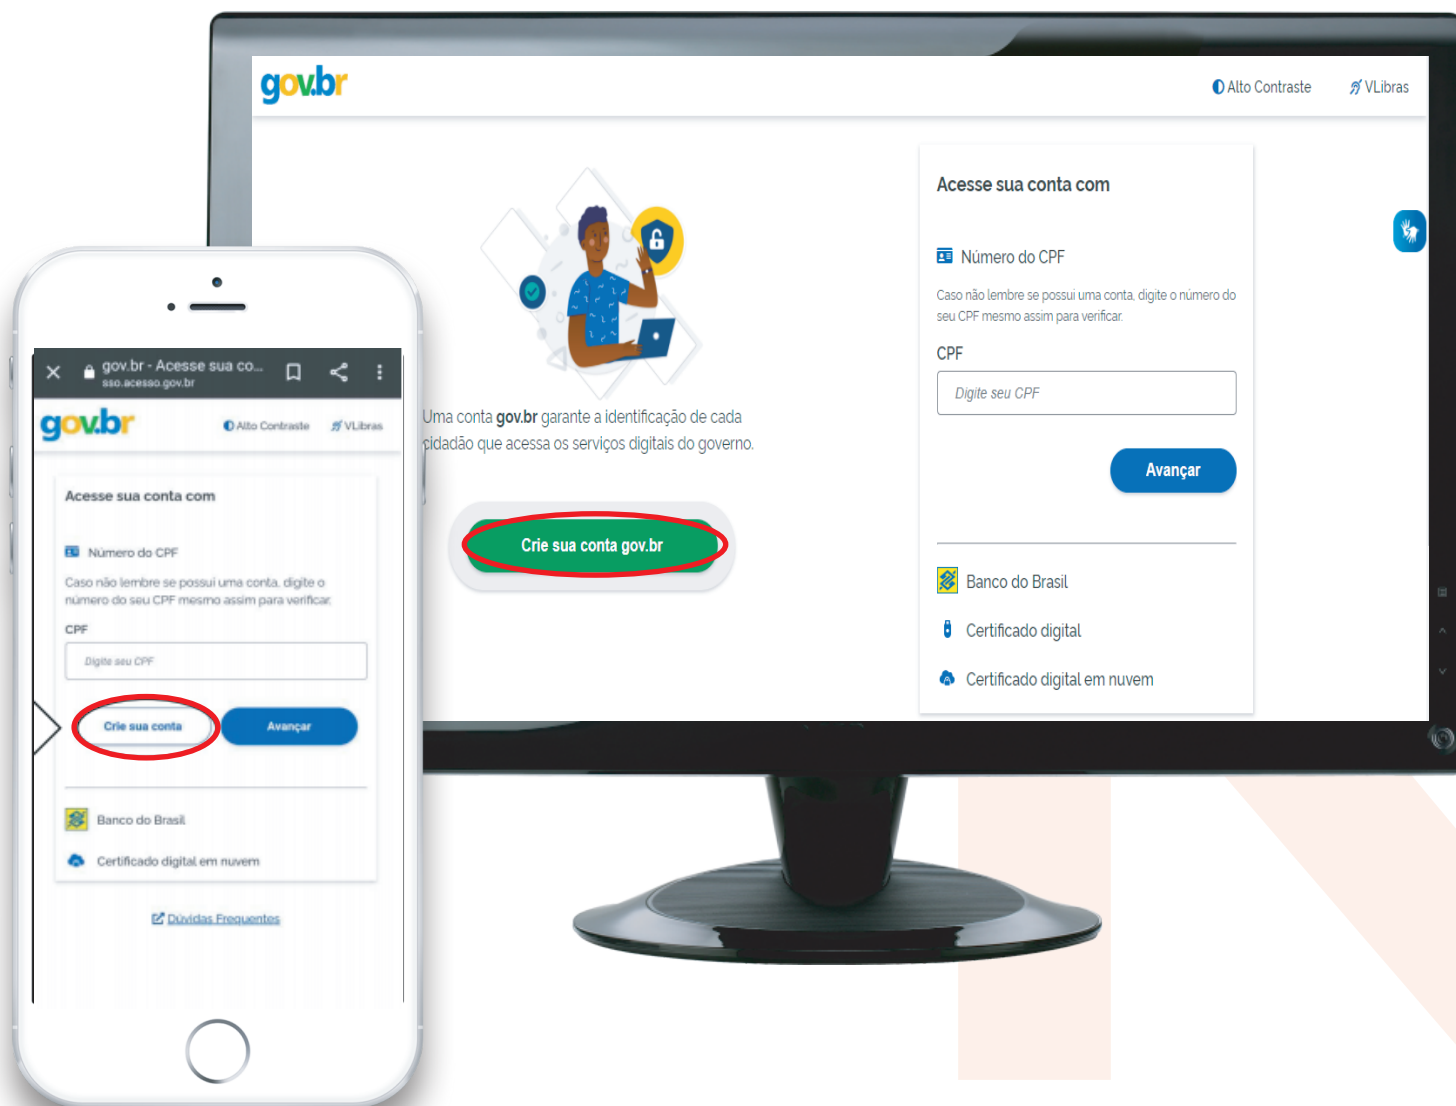 gov.br
Alto Contraste
VLibras
Uma conta gov.br garante a identificação de cada
cidadão que acessa os serviços digitais do governo.
Crie sua conta gov.br
Acesse sua conta com
Número do CPF
Caso não lembre se possui uma conta, digite o número do
seu CPF mesmo assim para verificar.
CPF
Digite seu CPF
Avançar
Banco do Brasil
Certificado digital
Certificado digital em nuvem
gov.br - Acesse sua co...
sso.acesso.gov.br
gov.br
Alto Contraste
VLibras
Acesse sua conta com
Número do CPF
Caso não lembre se possui uma conta, digite o
número do seu CPF mesmo assim para verificar.
CPF
Digite seu CPF
Crie sua conta
Avançar
Banco do Brasil
Certificado digital em nuvem
Dúvidas Frequentes